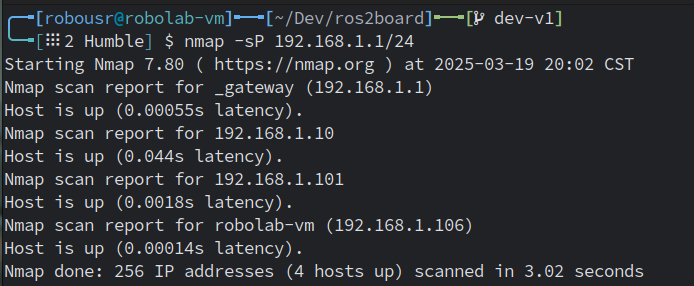 [robousr@robolab-vm]──[~/Dev/ros2board]──[ dev-v1]
[⠿2 Humble] $ nmap -sP 192.168.1.1/24
Starting Nmap 7.80 ( https://nmap.org ) at 2025-03-19 20:02 CST
Nmap scan report for _gateway (192.168.1.1)
Host is up (0.00055s latency).
Nmap scan report for 192.168.1.10
Host is up (0.044s latency).
Nmap scan report for 192.168.1.101
Host is up (0.0018s latency).
Nmap scan report for robolab-vm (192.168.1.106)
Host is up (0.00014s latency).
Nmap done: 256 IP addresses (4 hosts up) scanned in 3.02 seconds